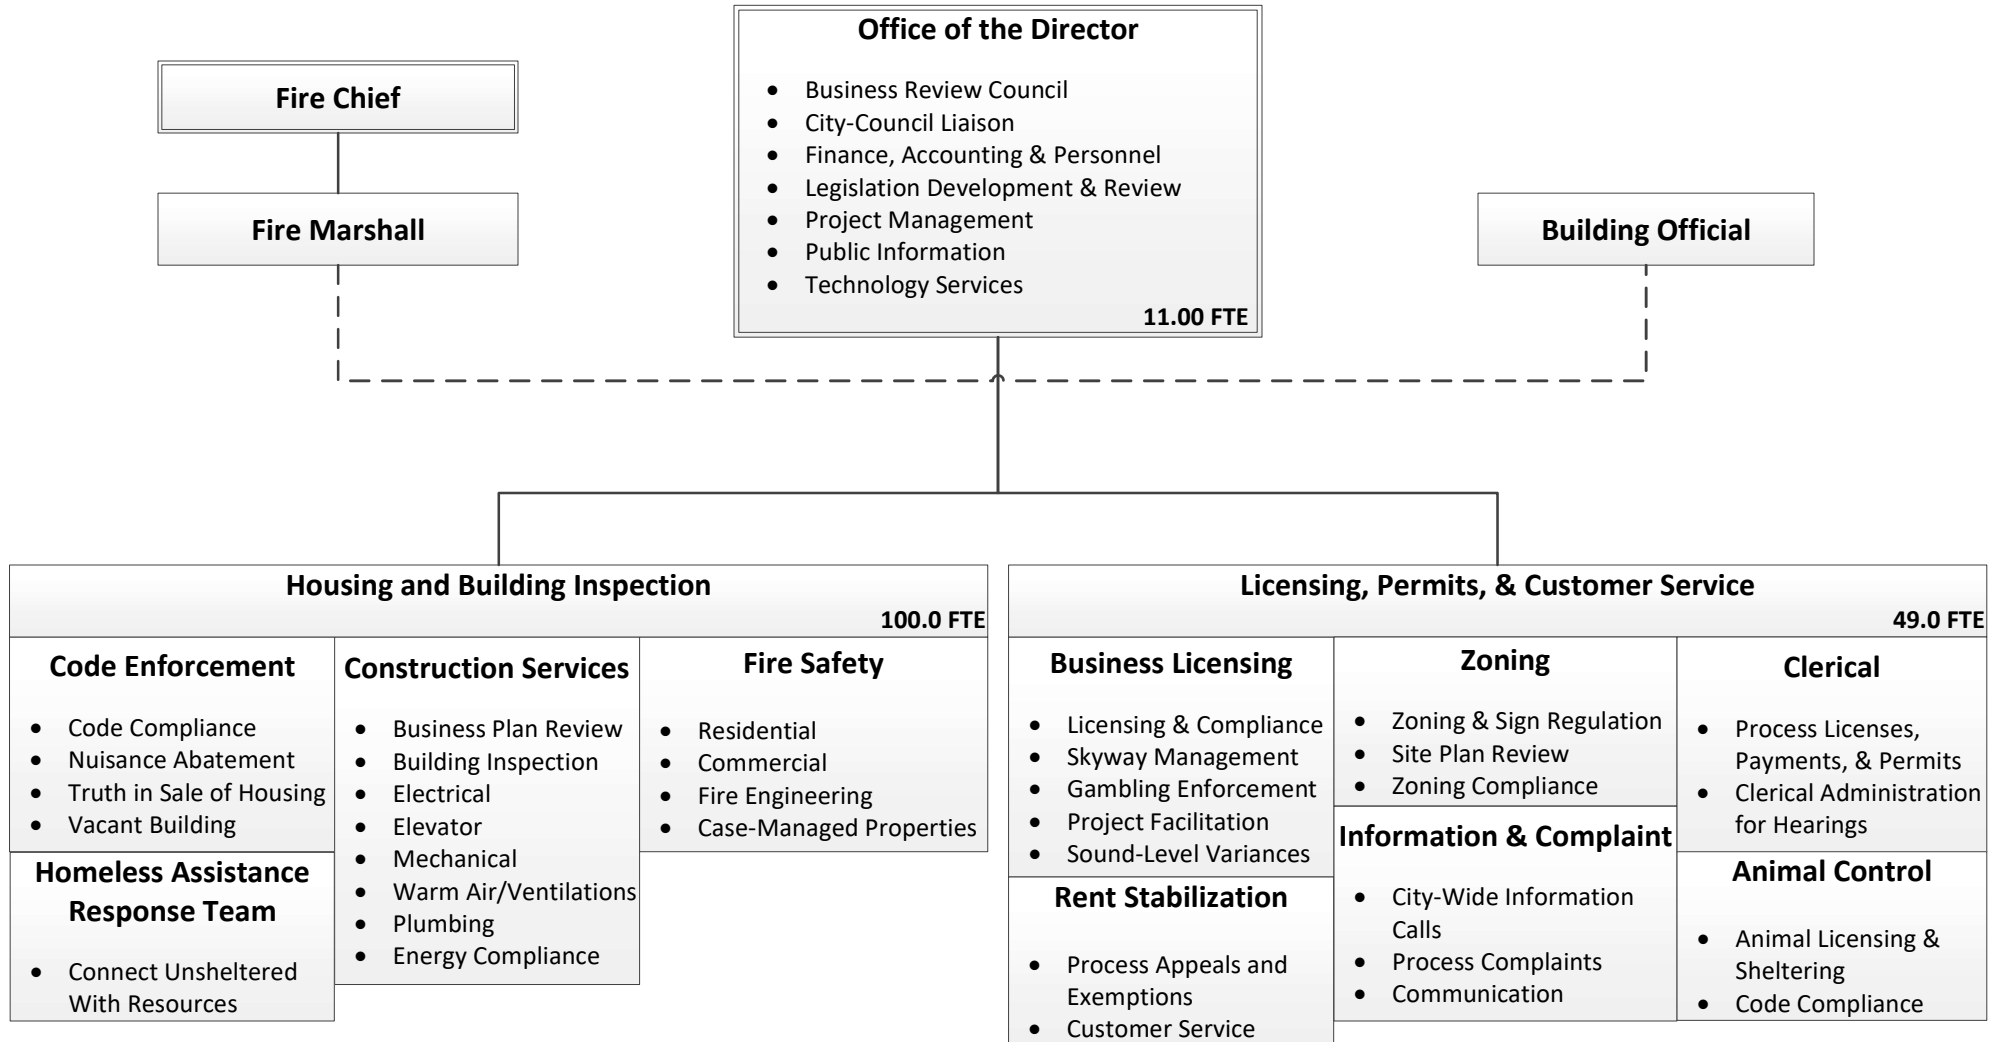 Office of the Director
• Business Review Council
• City-Council Liaison
• Finance, Accounting & Personnel
• Legislation Development & Review
• Project Management
• Public Information
• Technology Services
11.00 FTE
Fire Chief
Fire Marshall
Building Official
Housing and Building Inspection
100.0 FTE
Code Enforcement
• Code Compliance
• Nuisance Abatement
• Truth in Sale of Housing
• Vacant Building
Homeless Assistance
Response Team
• Connect Unsheltered
With Resources
Construction Services
• Business Plan Review
• Building Inspection
• Electrical
• Elevator
• Mechanical
• Warm Air/Ventilations
• Plumbing
• Energy Compliance
Fire Safety
• Residential
• Commercial
• Fire Engineering
• Case-Managed Properties
Licensing, Permits, & Customer Service
49.0 FTE
Business Licensing
• Licensing & Compliance
• Skyway Management
• Gambling Enforcement
• Project Facilitation
• Sound-Level Variances
Rent Stabilization
• Process Appeals and
Exemptions
• Customer Service
Zoning
• Zoning & Sign Regulation
• Site Plan Review
• Zoning Compliance
Information & Complaint
• City-Wide Information
Calls
• Process Complaints
• Communication
Clerical
• Process Licenses,
Payments, & Permits
• Clerical Administration
for Hearings
Animal Control
• Animal Licensing &
Sheltering
• Code Compliance